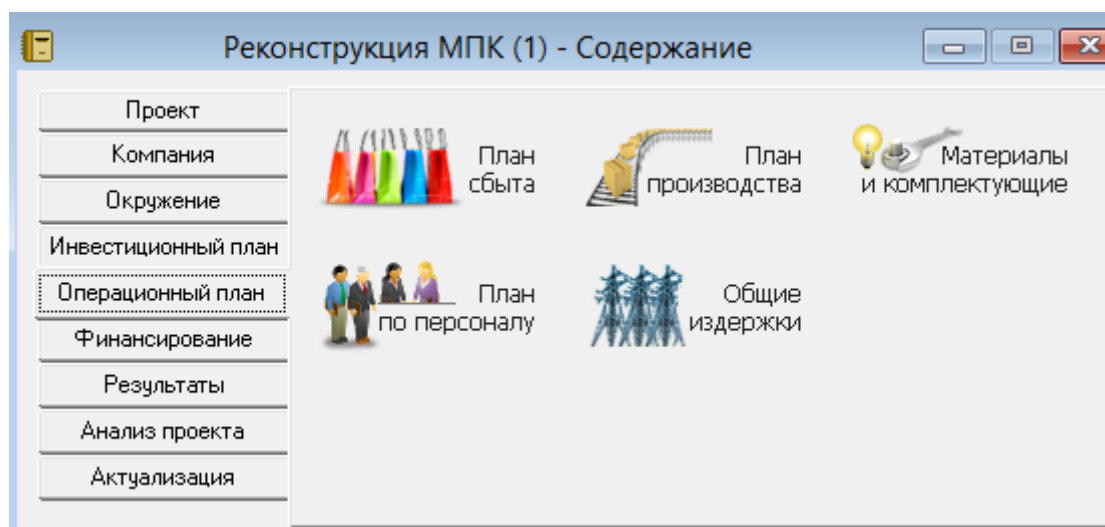 Реконструкция МПК (1) - Содержание
Проект
Компания
Окружение
Инвестиционный план
Операционный план
Финансирование
Результаты
Анализ проекта
Актуализация
План
сбыта
План
производства
Материалы
и комплектующие
План
по персоналу
Общие
издержки